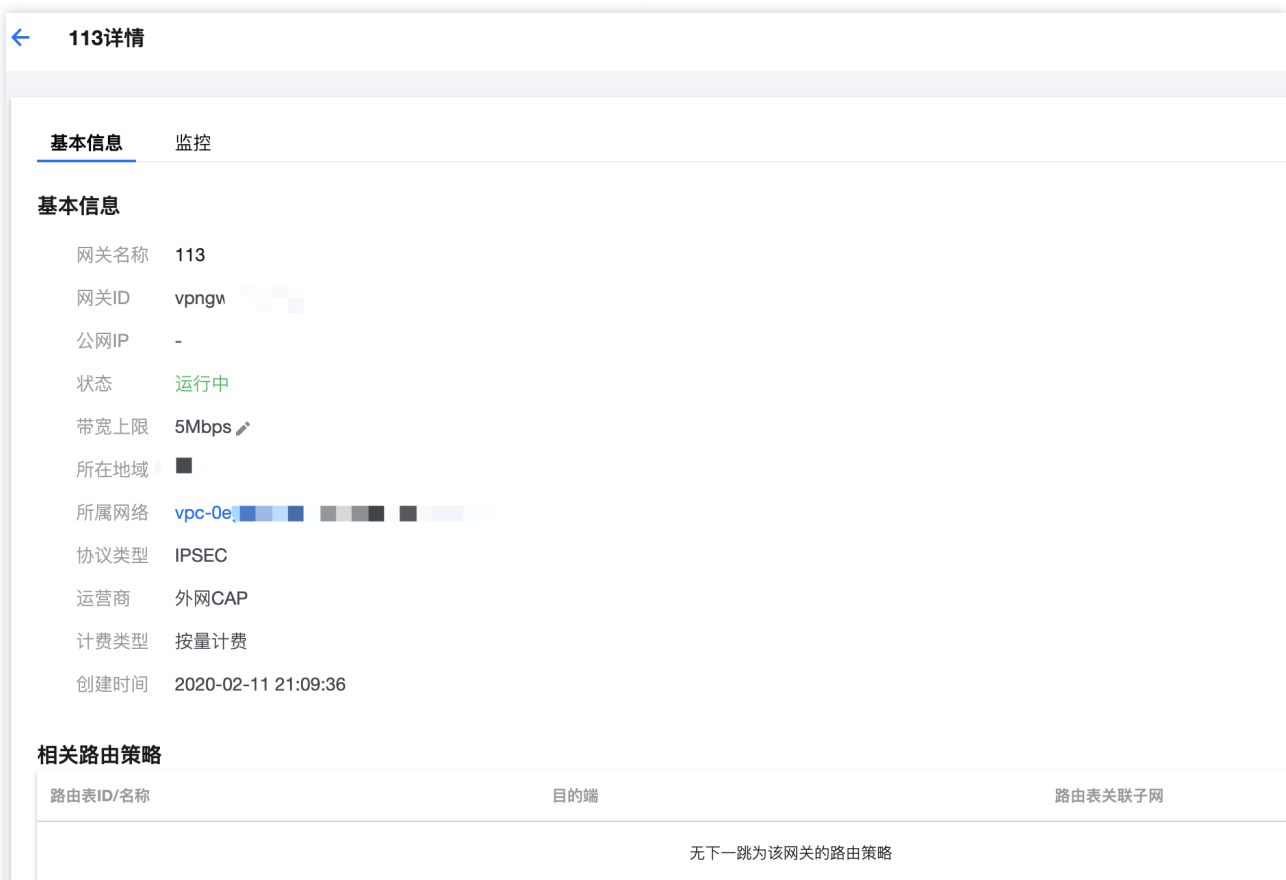 113详情
基本信息 监控
基本信息
网关名称 113
网关ID vpngw
公网IP -
状态 运行中
带宽上限 5Mbps
所在地域
所属网络 vpc-0e
协议类型 IPSEC
运营商 外网CAP
计费类型 按量计费
创建时间 2020-02-11 21:09:36
相关路由策略
路由表ID/名称 目的端 路由表关联子网
无下一跳为该网关的路由策略